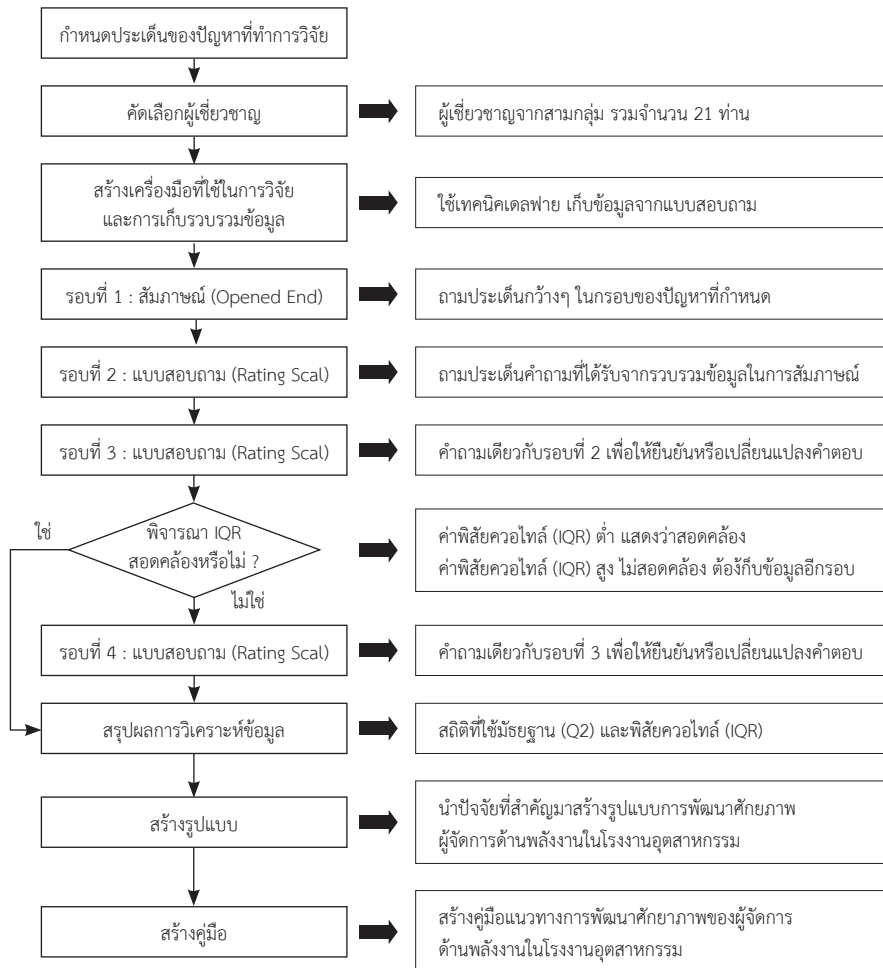 กำหนดประเด็นของปัญหาที่ทำการวิจัย
คัดเลือกผู้เชี่ยวชาญ
ผู้เชี่ยวชาญจากสามกลุ่ม รวมจำนวน 21 ท่าน
สร้างเครื่องมือที่ใช้ในการวิจัย
และการเก็บรวบรวมข้อมูล
ใช้เทคนิคเดลฟาย เก็บข้อมูลจากแบบสอบถาม
รอบที่ 1 : สัมภาษณ์ (Opened End)
ถามประเด็นกว้างๆ ในกรอบของปัญหาที่กำหนด
รอบที่ 2 : แบบสอบถาม (Rating Scal)
ถามประเด็นคำถามที่ได้รับจากรวบรวมข้อมูลในการสัมภาษณ์
รอบที่ 3 : แบบสอบถาม (Rating Scal)
คำถามเดียวกับรอบที่ 2 เพื่อให้ยืนยันหรือเปลี่ยนแปลงคำตอบ
ใช่
พิจารณา IQR
สอดคล้องหรือไม่ ?
ไม่ใช่
ค่าพิสัยควอไทล์ (IQR) ต่ำ แสดงว่าสอดคล้อง
ค่าพิสัยควอไทล์ (IQR) สูง ไม่สอดคล้อง ต้อง้ก็บข้อมูลอีกรอบ
รอบที่ 4 : แบบสอบถาม (Rating Scal)
คำถามเดียวกับรอบที่ 3 เพื่อให้ยืนยันหรือเปลี่ยนแปลงคำตอบ
สรุปผลการวิเคราะห์ข้อมูล
สถิติที่ใช้มัธยฐาน (Q2) และพิสัยควอไทล์ (IQR)
สร้างรูปแบบ
นำปัจจัยที่สำคัญมาสร้างรูปแบบการพัฒนาศักยภาพ
ผู้จัดการด้านพลังงานในโรงงานอุตสาหกรรม
สร้างคู่มือ
สร้างคู่มือแนวทางการพัฒนาศักยาภาพของผู้จัดการ
ด้านพลังงานในโรงงานอุตสาหกรรม